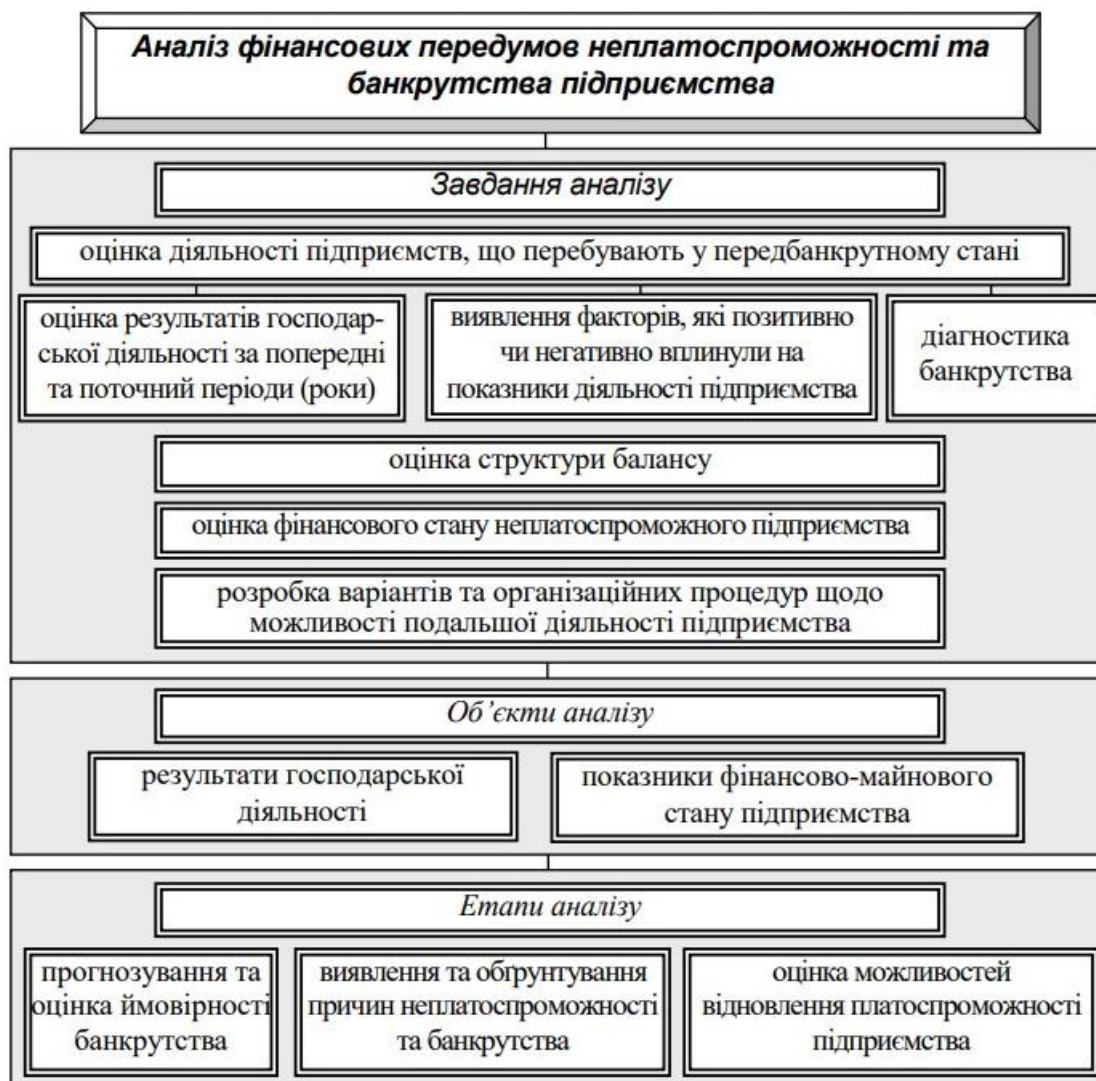 Аналіз фінансових передумов неплатоспроможності та
банкрутства підприємства
Завдання аналізу
оцінка діяльності підприємств, що перебувають у передбанкрутному стані
оцінка результатів господар-
ської діяльності за попередні
та поточний періоди (роки)
виявлення факторів, які позитивно
чи негативно вплинули на
показники діяльності підприємства
діагностика
банкрутства
оцінка структури балансу
оцінка фінансового стану неплатоспроможного підприємства
розробка варіантів та організаційних процедур щодо
можливості подальшої діяльності підприємства
Об’єкти аналізу
результати господарської
діяльності
показники фінансово-майнового
стану підприємства
Етапи аналізу
прогнозування та
оцінка ймовірності
банкрутства
виявлення та обґрунтування
причин неплатоспроможності
та банкрутства
оцінка можливостей
відновлення платоспроможності
підприємства